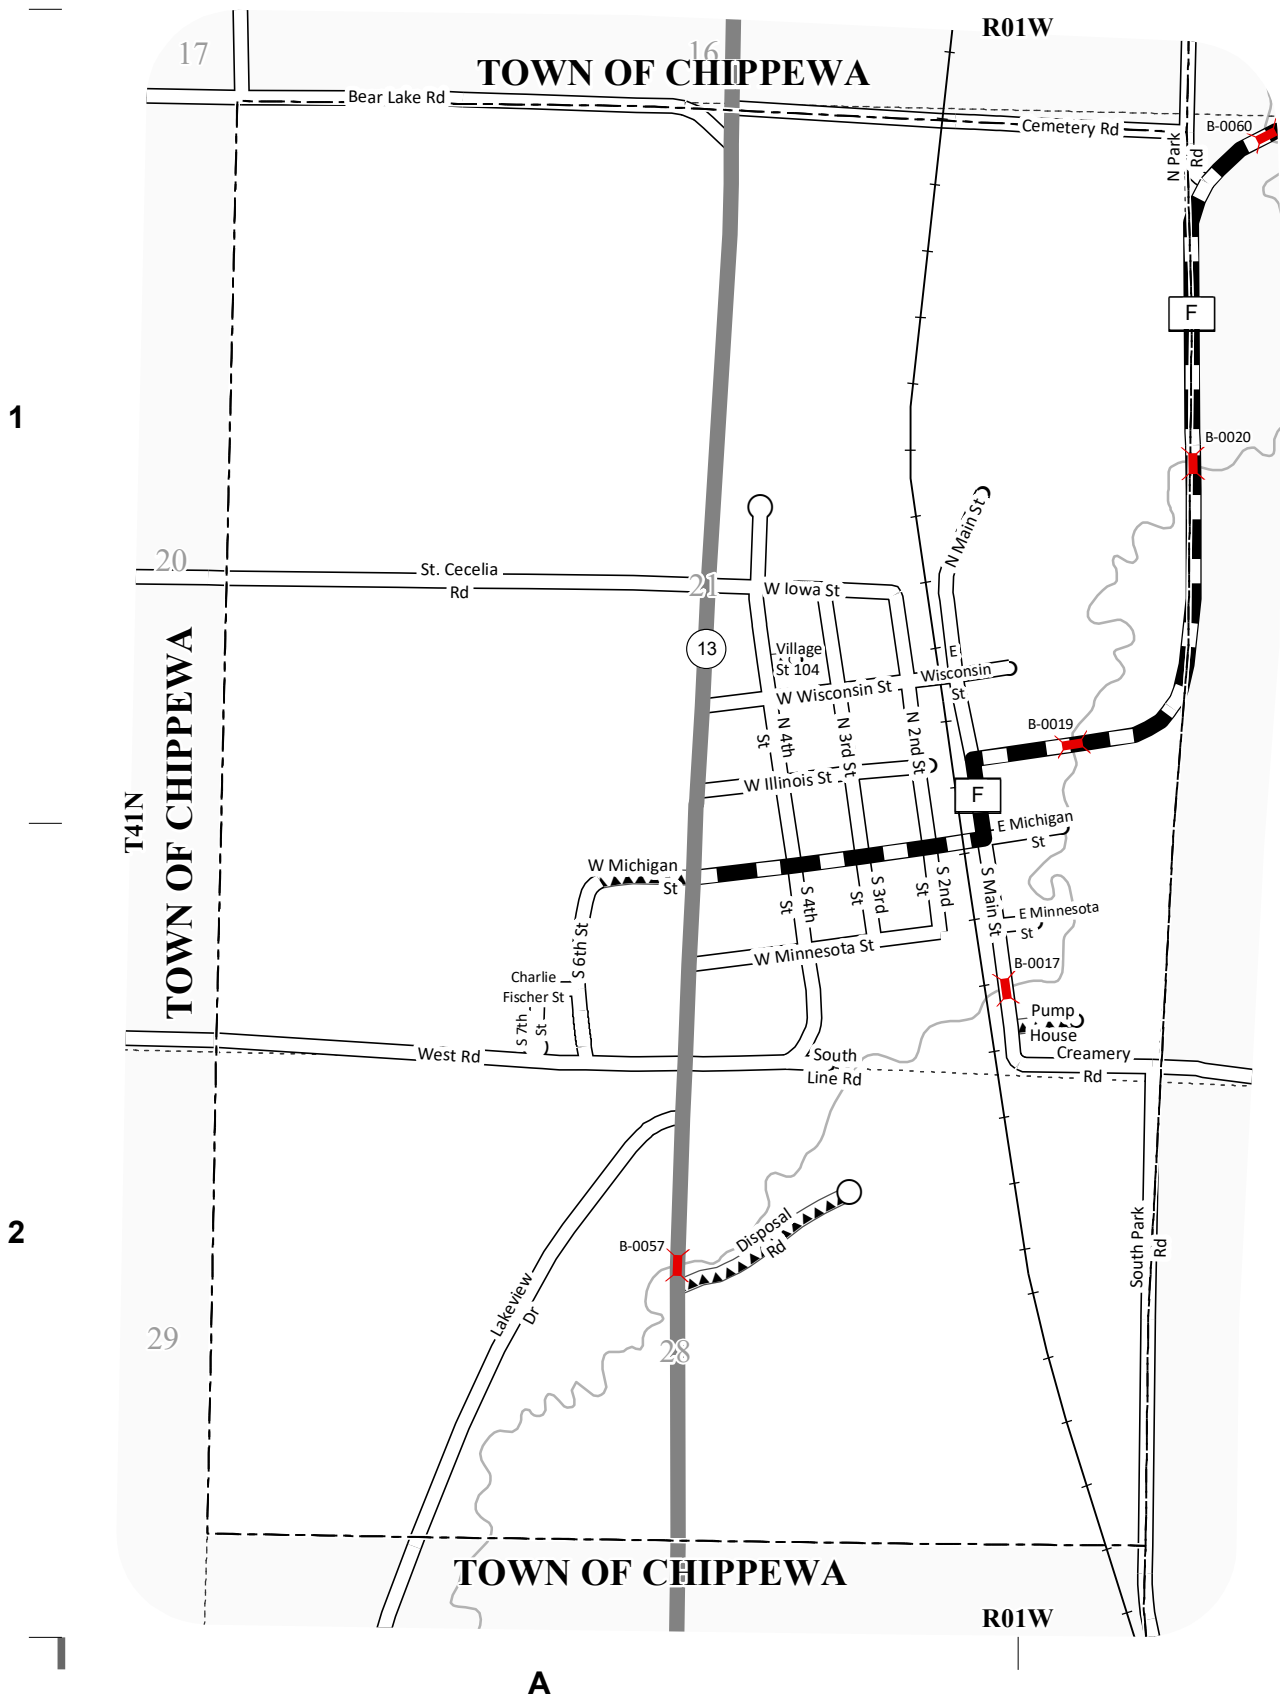 R01W
17
16
TOWN OF CHIPPEWA
Bear Lake Rd
Cemetery Rd
B-0060
N Park
Rd
F
1
B-0020
N Main St
20
St. Cecelia
Rd
21
W Iowa St
13
Village
St 104
E
Wisconsin
St
W Wisconsin St
N 4th
St
N 3rd St
N 2nd St
B-0019
W Illinois St
F
T41N
TOWN OF CHIPPEWA
E Michigan
St
W Michigan
St
S 4th
St
S 3rd
St
S 2nd
St
S Main St
E Minnesota
St
S 6th St
W Minnesota St
B-0017
Charlie
Fischer St
S 7th
St
Pump
House
West Rd
South
Line Rd
Creamery
Rd
2
Disposal
Rd
B-0057
South Park
Rd
Lakeview
Dr
29
28
TOWN OF CHIPPEWA
R01W
A